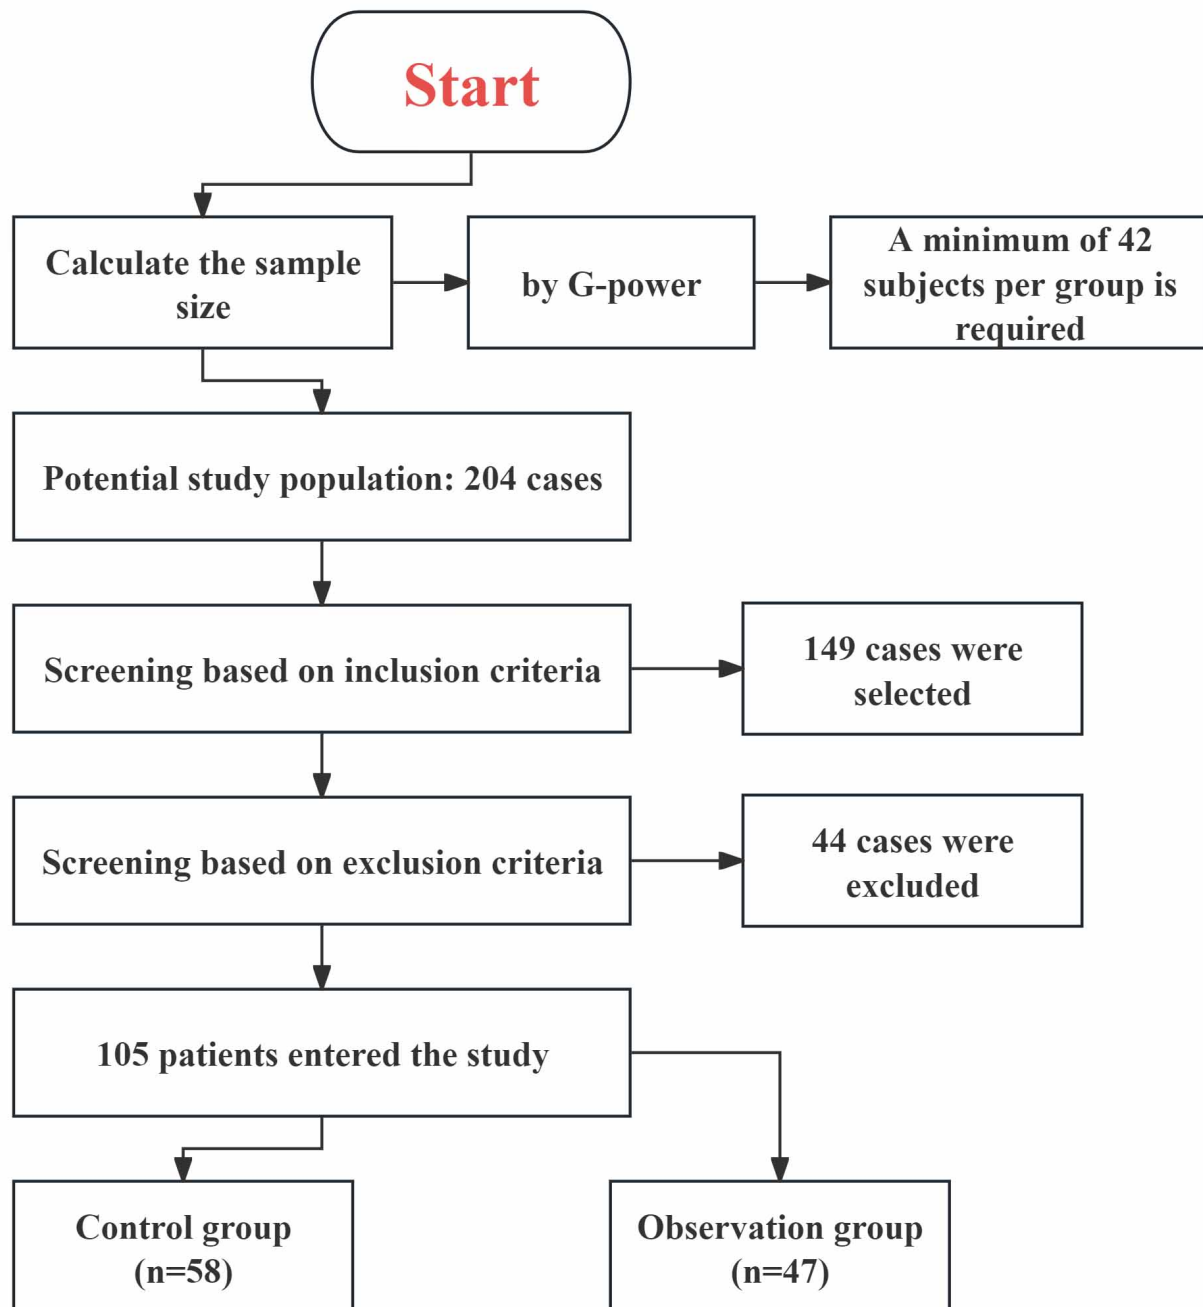 Start
Calculate the sample
size
by G-power
A minimum of 42
subjects per group is
required
Potential study population: 204 cases
Screening based on inclusion criteria
149 cases were
selected
Screening based on exclusion criteria
44 cases were
excluded
105 patients entered the study
Control group
(n=58)
Observation group
(n=47)